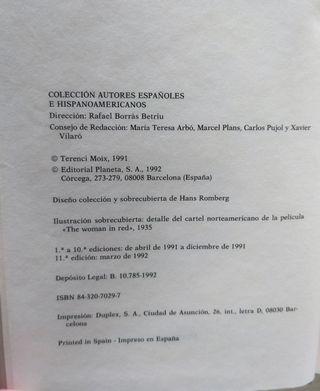 COLECCIÓN AUTORES ESPAÑOLES
E HISPANOAMERICANOS
Dirección: Rafael Borràs Betriu
Consejo de Redacción: María Teresa Arbó, Marcel Plans, Carlos Pujol y Xavier
Vilaró
© Terenci Moix, 1991
© Editorial Planeta, S. A., 1992
Córcega, 273-279, 08008 Barcelona (España)
Diseño colección y sobrecubierta de Hans Romberg
Ilustración sobrecubierta: detalle del cartel norteamericano de la película
«The woman in red», 1935
1.ª a 10.ª ediciones: de abril de 1991 a diciembre de 1991
11.ª edición: marzo de 1992
Depósito Legal: B. 10.785-1992
ISBN 84-320-7029-7
Impresión: Duplex, S. A., Ciudad de Asunción, 26, int., letra D, 08030 Bar-
celona
Printed in Spain - Impreso en España